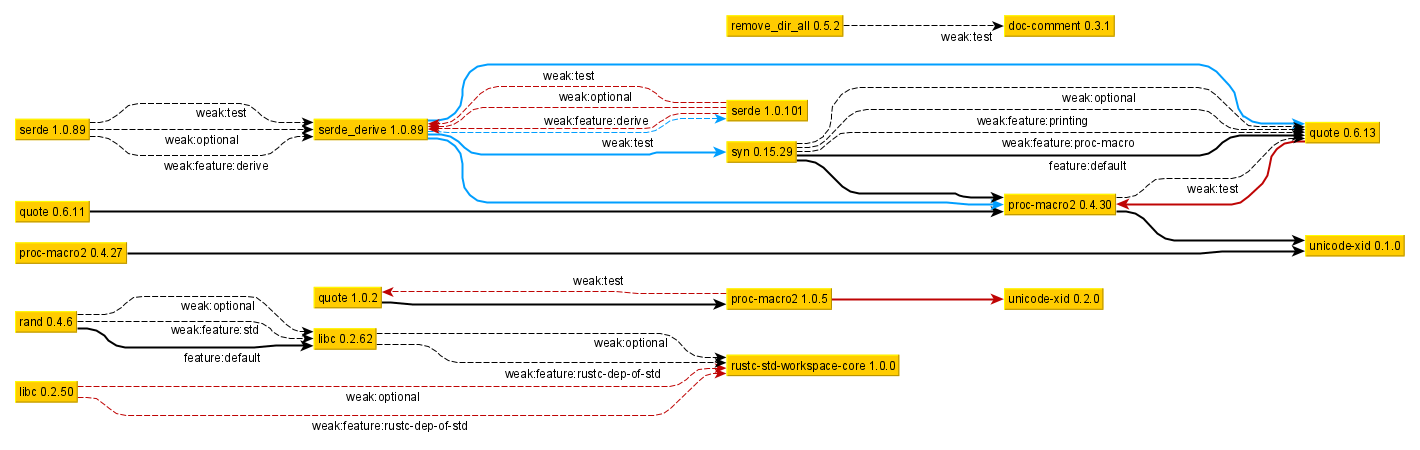 remove_dir_all 0.5.2
doc-comment 0.3.1
weak:test
weak:test
weak:optional
weak:optional
serde 1.0.101
weak:test
weak:feature:derive
weak:feature:printing
serde 1.0.89
serde_derive 1.0.89
quote 0.6.13
weak:optional
weak:test
weak:feature:proc-macro
syn 0.15.29
weak:feature:derive
feature:default
weak:test
proc-macro2 0.4.30
quote 0.6.11
unicode-xid 0.1.0
proc-macro2 0.4.27
weak:test
quote 1.0.2
proc-macro2 1.0.5
unicode-xid 0.2.0
weak:optional
rand 0.4.6
weak:feature:std
libc 0.2.62
weak:optional
feature:default
rustc-std-workspace-core 1.0.0
weak:feature:rustc-dep-of-std
libc 0.2.50
weak:optional
weak:feature:rustc-dep-of-std